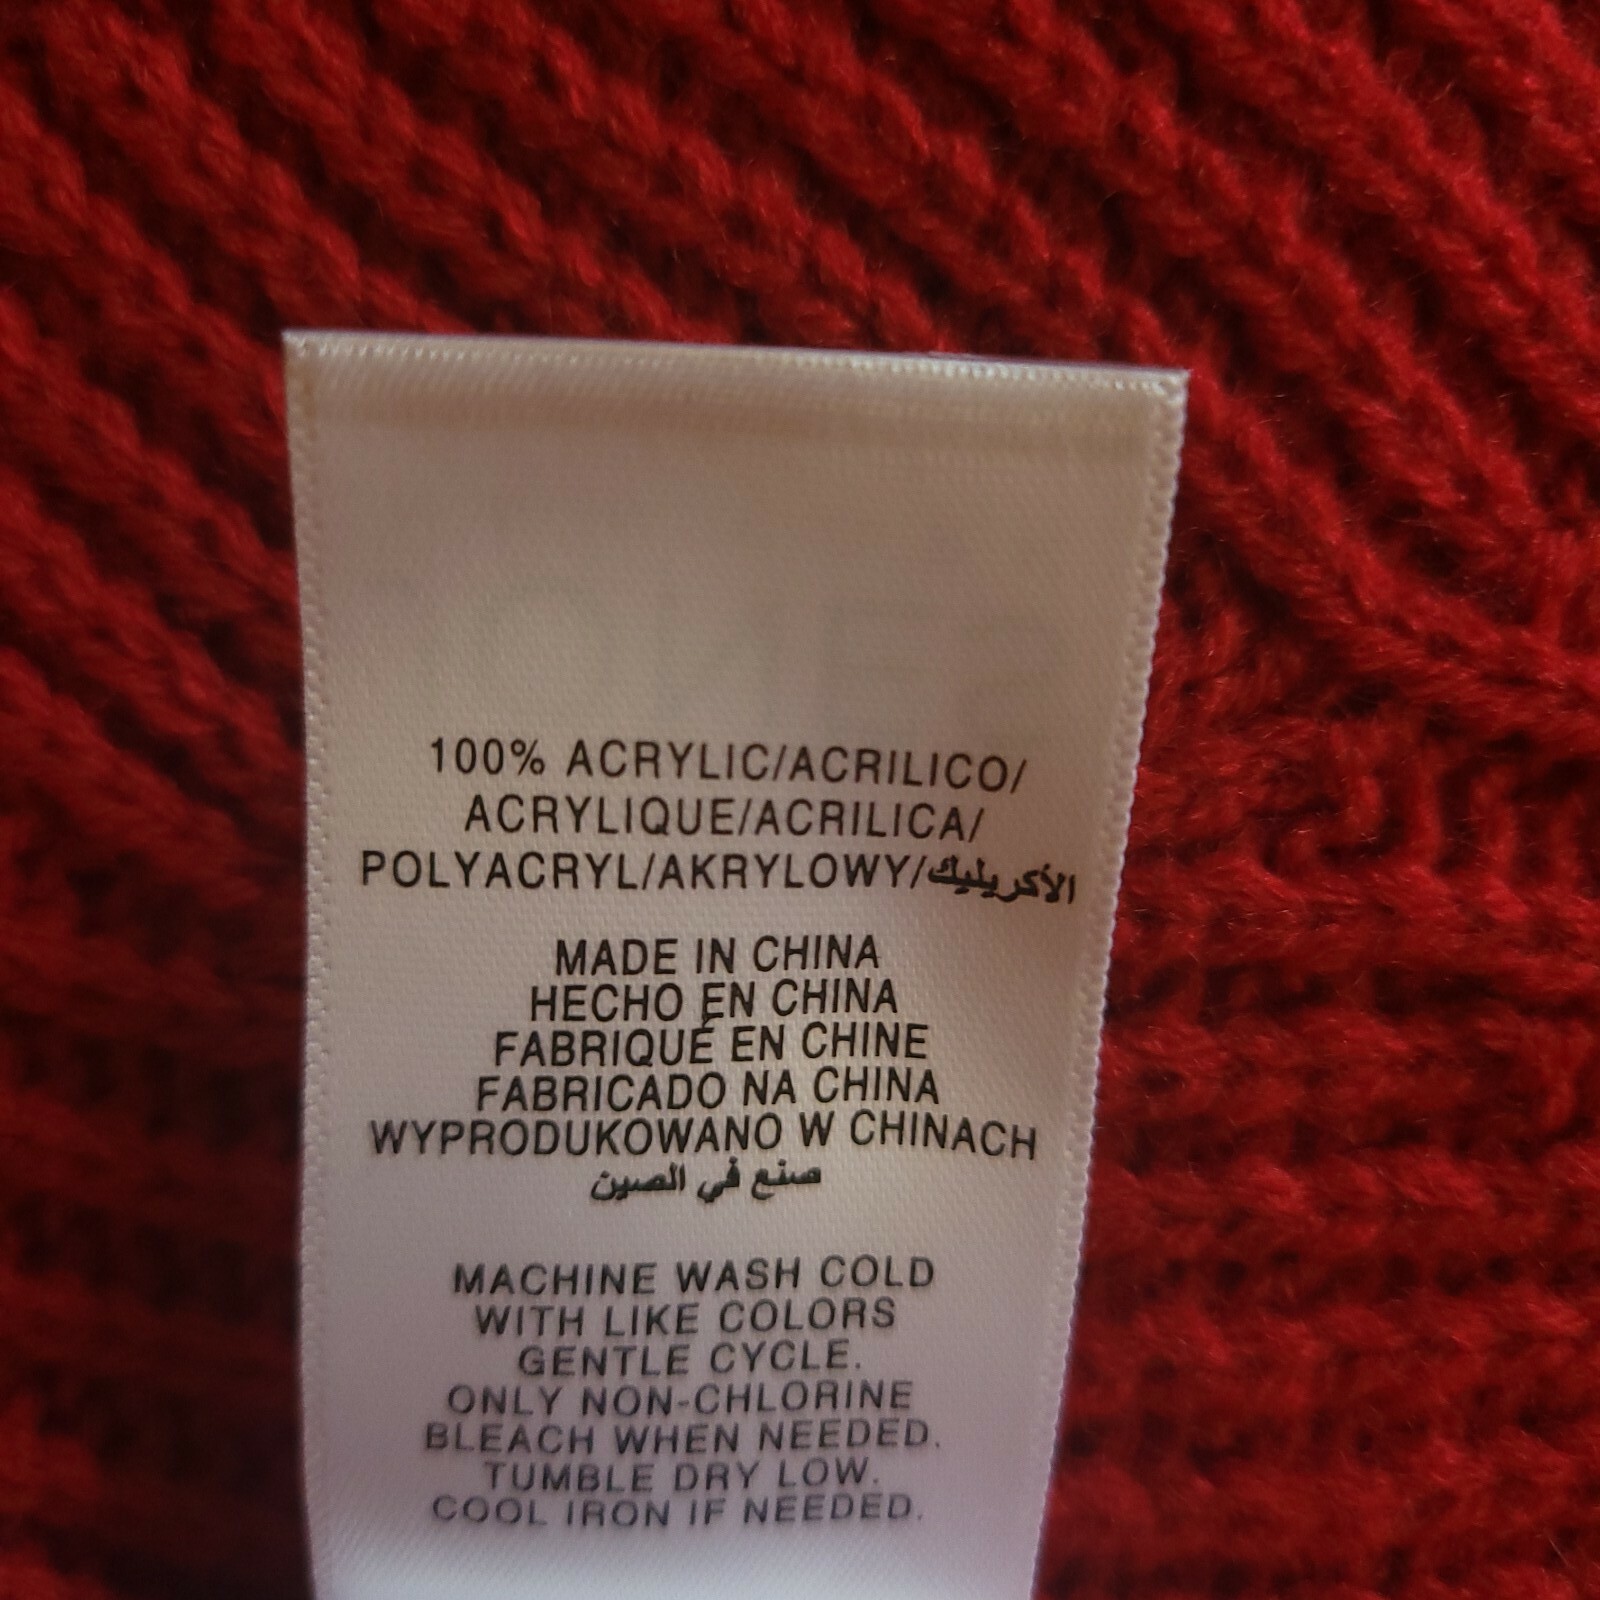 100% ACRYLIC/ACRILICO/
ACRYLIQUE/ACRILICA/
POLYACRYL/AKRYLOWY/الأكريليك
MADE IN CHINA
HECHO EN CHINA
FABRIQUÉ EN CHINE
FABRICADO NA CHINA
WYPRODUKOWANO W CHINACH
صنع في الصين
MACHINE WASH COLD
WITH LIKE COLORS
GENTLE CYCLE.
ONLY NON-CHLORINE
BLEACH WHEN NEEDED.
TUMBLE DRY LOW.
COOL IRON IF NEEDED.